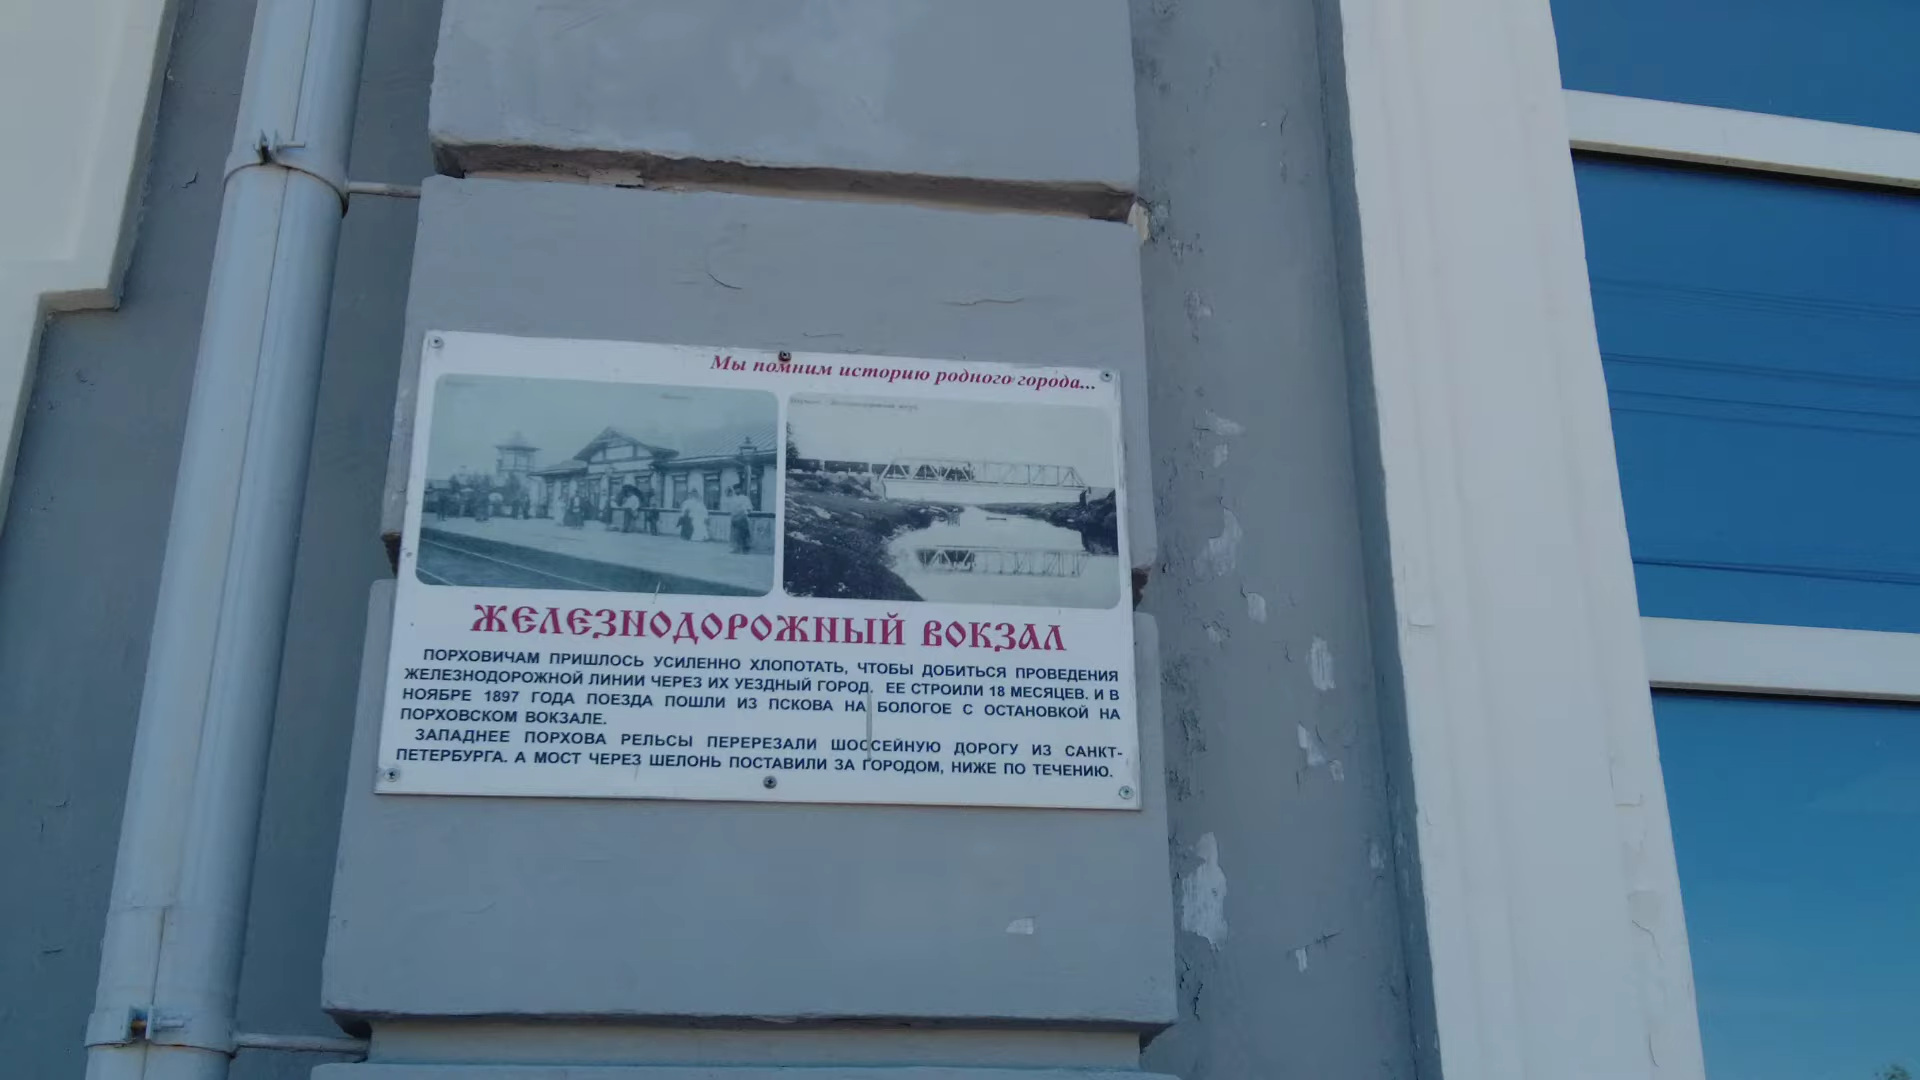 Мы помним историю родного города...
ЖЕЛЕЗНОДОРОЖНЫЙ ВОКЗАЛ
ПОРХОВИЧАМ ПРИШЛОСЬ УСИЛЕННО ХЛОПОТАТЬ, ЧТОБЫ ДОБИТЬСЯ ПРОВЕДЕНИЯ
ЖЕЛЕЗНОДОРОЖНОЙ ЛИНИИ ЧЕРЕЗ ИХ УЕЗДНЫЙ ГОРОД. ЕЕ СТРОИЛИ 18 МЕСЯЦЕВ. И В
НОЯБРЕ 1897 ГОДА ПОЕЗДА ПОШЛИ ИЗ ПСКОВА НА БОЛОГОЕ С ОСТАНОВКОЙ НА
ПОРХОВСКОМ ВОКЗАЛЕ.
ЗАПАДНЕЕ ПОРХОВА РЕЛЬСЫ ПЕРЕРЕЗАЛИ ШОССЕЙНУЮ ДОРОГУ ИЗ САНКТ-
ПЕТЕРБУРГА. А МОСТ ЧЕРЕЗ ШЕЛОНЬ ПОСТАВИЛИ ЗА ГОРОДОМ, НИЖЕ ПО ТЕЧЕНИЮ.